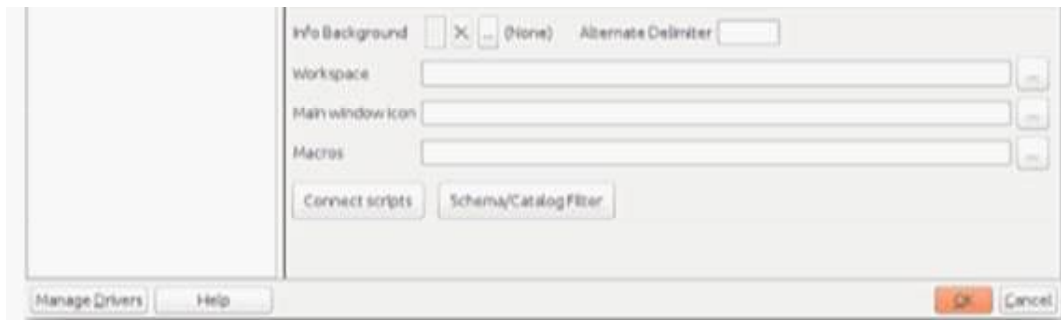 Info Background X ... (None) Alternate Delimiter
Workspace ...
Main window icon ...
Macros ...
Connect scripts Schema/Catalog Filter
Manage Drivers Help OK Cancel